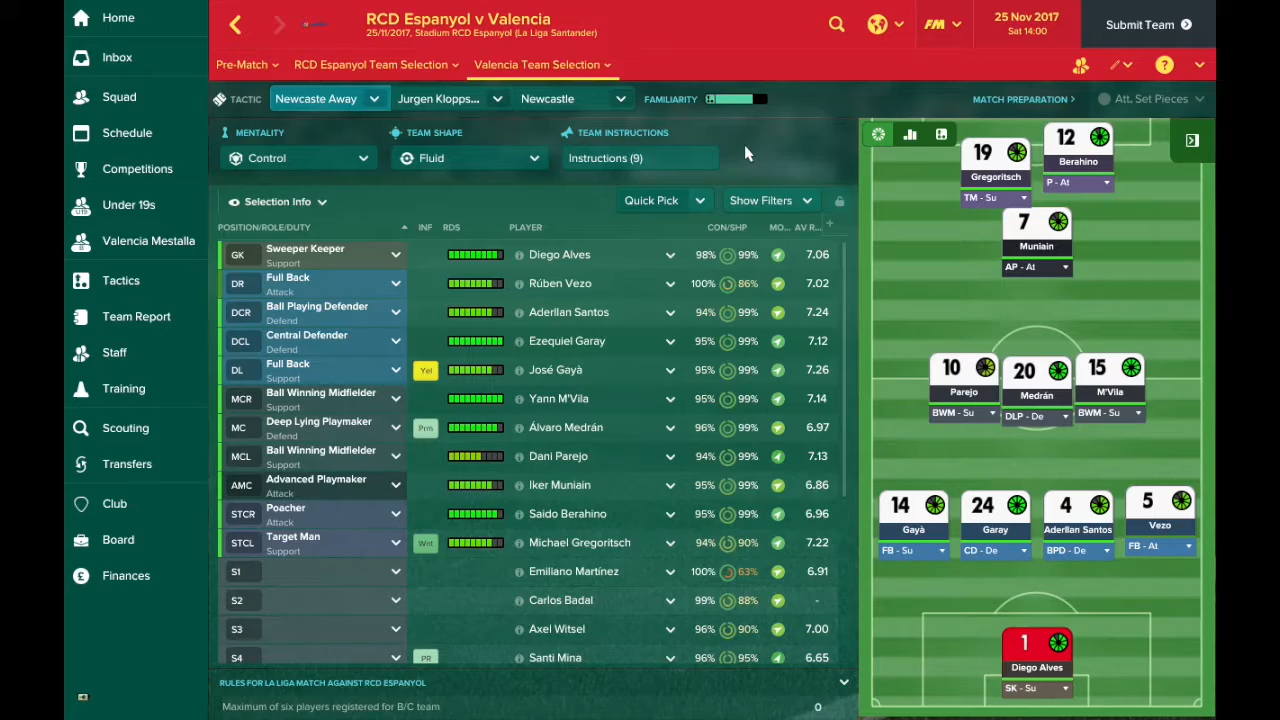 Home
Inbox
Squad
Schedule
Competitions
U19
Under 19s
Valencia Mestalla
Tactics
Team Report
Staff
Training
Scouting
Transfers
Club
Board
Finances
RCD Espanyol v Valencia
25/11/2017, Stadium RCD Espanyol (La Liga Santander)
FM
25 Nov 2017
Sat 14:00
Submit Team
Pre-Match
RCD Espanyol Team Selection
Valencia Team Selection
?
TACTIC
Newcaste Away
Jurgen Klopps...
Newcastle
FAMILIARITY
MATCH PREPARATION >
Att. Set Pieces
MENTALITY
TEAM SHAPE
TEAM INSTRUCTIONS
Control
Fluid
Instructions (9)
Selection Info
Quick Pick
Show Filters
POSITION/ROLE/DUTY INF RDS PLAYER CON/SHP MO... AV R...
GK Sweeper Keeper Support Diego Alves 98% 99% 7.06
DR Full Back Attack Rúben Vezo 100% 86% 7.02
DCR Ball Playing Defender Defend Aderllan Santos 94% 99% 7.24
DCL Central Defender Defend Ezequiel Garay 95% 99% 7.12
DL Full Back Support Yel José Gayà 95% 99% 7.26
MCR Ball Winning Midfielder Support Yann M'Vila 95% 99% 7.14
MC Deep Lying Playmaker Defend Prm Álvaro Medrán 96% 99% 6.97
MCL Ball Winning Midfielder Support Dani Parejo 94% 99% 7.13
AMC Advanced Playmaker Attack Iker Muniain 95% 99% 6.86
STCR Poacher Attack Saido Berahino 95% 99% 6.96
STCL Target Man Support Wnt Michael Gregoritsch 94% 90% 7.22
S1 Emiliano Martínez 100% 63% 6.91
S2 Carlos Badal 99% 88% -
S3 Axel Witsel 96% 90% 7.00
S4 PR Santi Mina 96% 95% 6.65
RULES FOR LA LIGA MATCH AGAINST RCD ESPANYOL
Maximum of six players registered for B/C team 0
19
Gregoritsch
TM - Su
12
Berahino
P - At
7
Muniain
AP - At
10
Parejo
BWM - Su
20
Medrán
DLP - De
15
M'Vila
BWM - Su
14
Gayà
FB - Su
24
Garay
CD - De
4
Aderllan Santos
BPD - De
5
Vezo
FB - At
1
Diego Alves
SK - Su